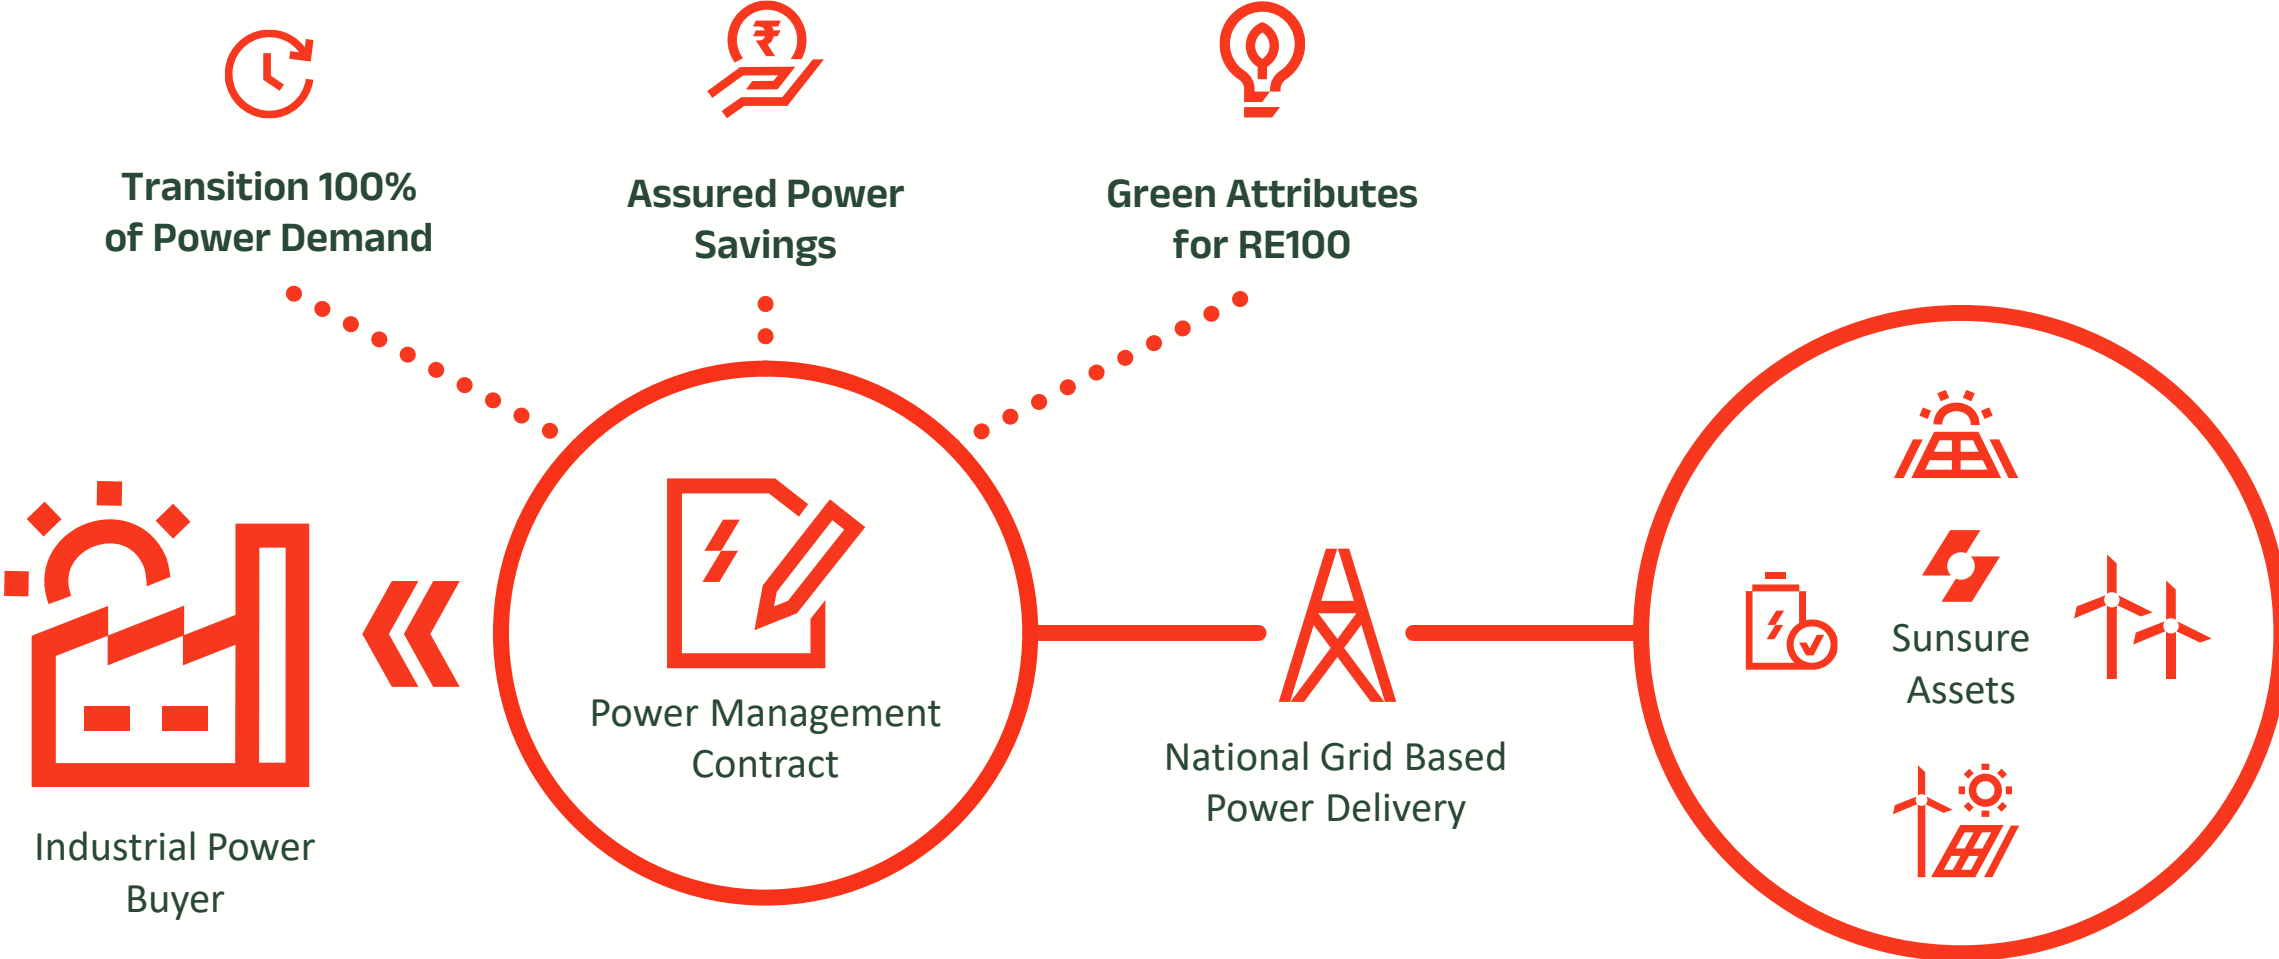 Transition 100%
of Power Demand
Assured Power
Savings
Green Attributes
for RE100
Industrial Power
Buyer
Power Management
Contract
National Grid Based
Power Delivery
Sunsure
Assets